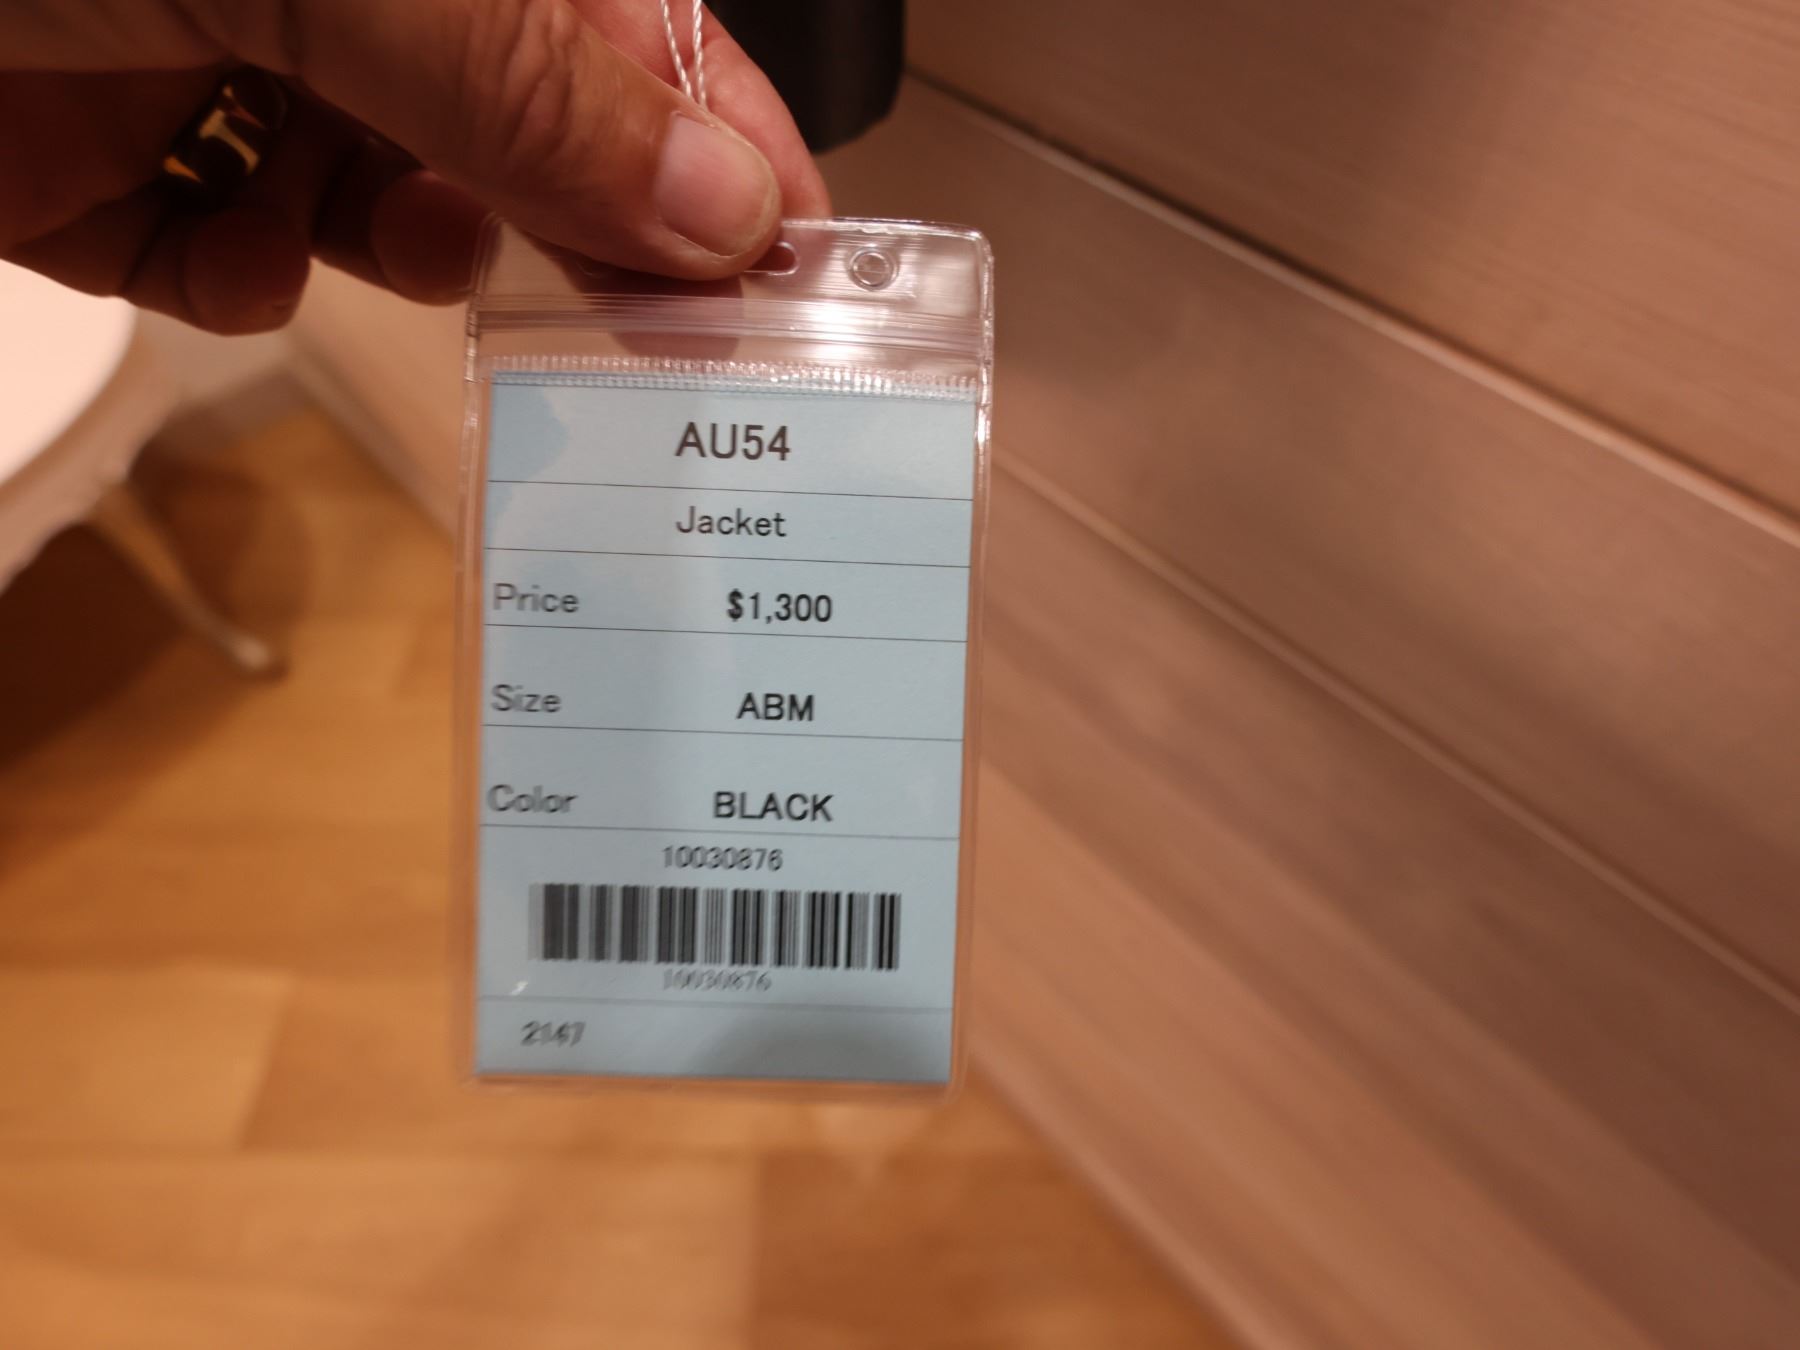 AU54
Jacket
Price $1,300
Size ABM
Color BLACK
10030876
10030876
2147